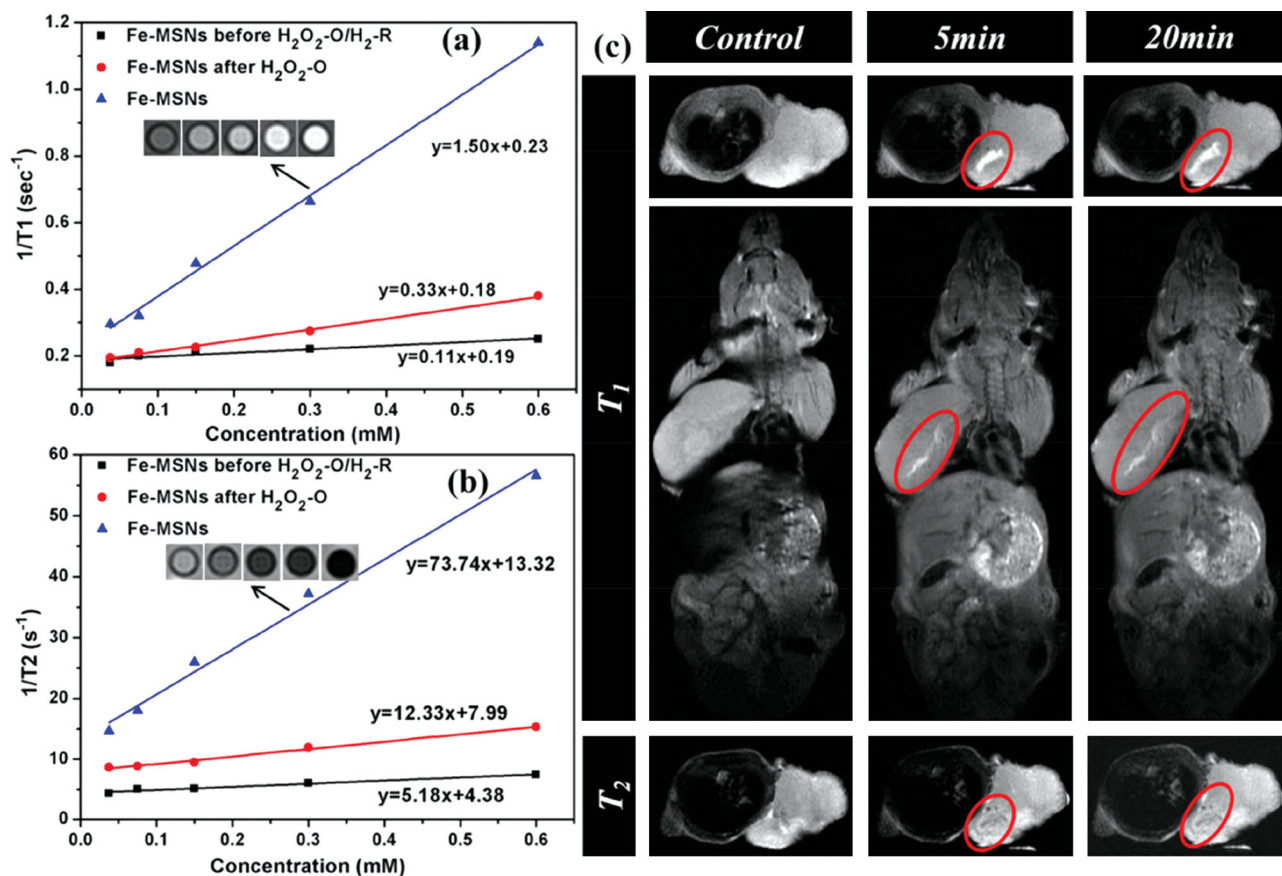 (a)
1.2
1.0
0.8
0.6
0.4
0.2
1/T1 (sec⁻¹)
Fe-MSNs before H₂O₂-O/H₂-R
Fe-MSNs after H₂O₂-O
Fe-MSNs
y=1.50x+0.23
y=0.33x+0.18
y=0.11x+0.19
0.0 0.1 0.2 0.3 0.4 0.5 0.6
Concentration (mM)
(b)
60
50
40
30
20
10
0
1/T2 (s⁻¹)
Fe-MSNs before H₂O₂-O/H₂-R
Fe-MSNs after H₂O₂-O
Fe-MSNs
y=73.74x+13.32
y=12.33x+7.99
y=5.18x+4.38
0.0 0.1 0.2 0.3 0.4 0.5 0.6
Concentration (mM)
(c)
Control 5min 20min
T₁
T₂